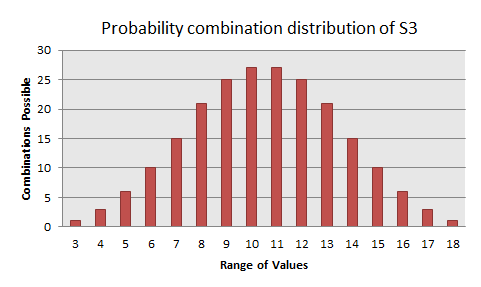 Probability combination distribution of S3
30
25
20
15
10
5
0
Combinations Possible
3 4 5 6 7 8 9 10 11 12 13 14 15 16 17 18
Range of Values